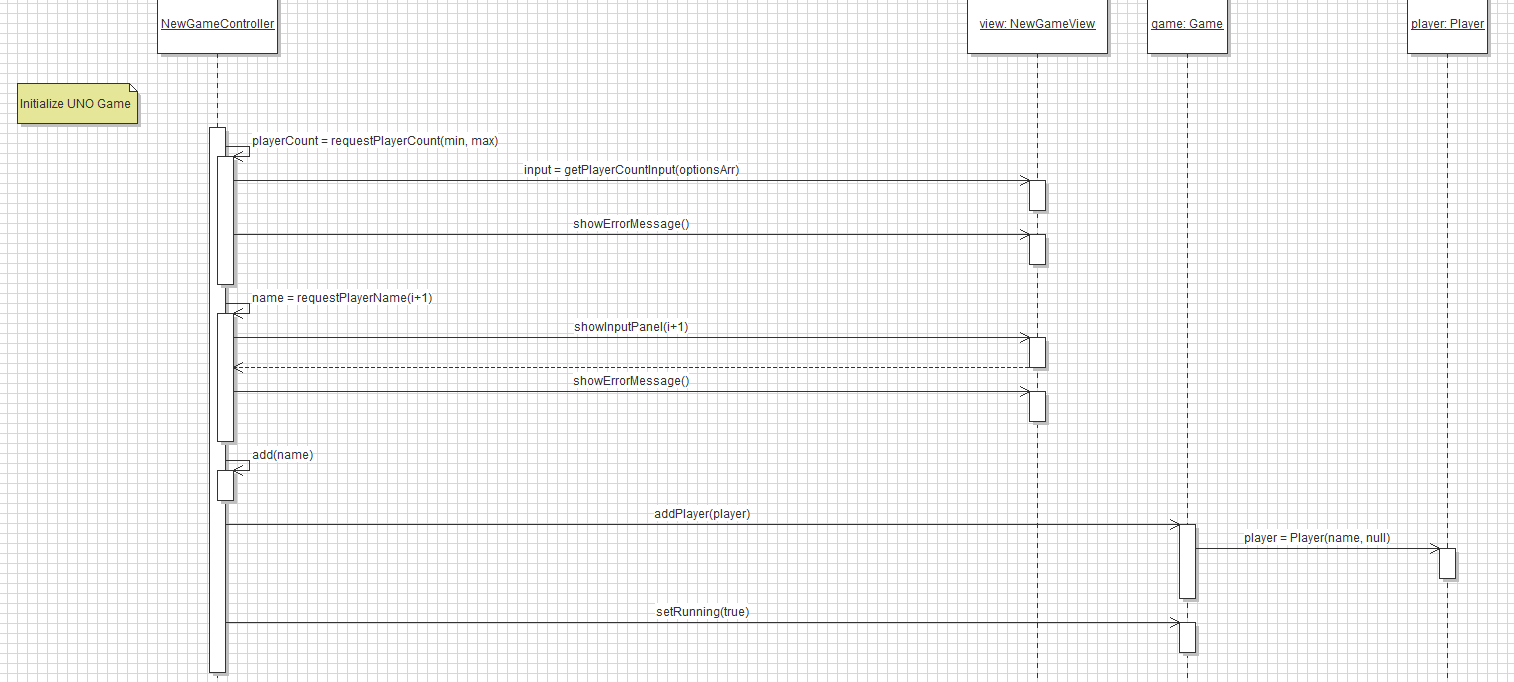 NewGameController
view: NewGameView
game: Game
player: Player
Initialize UNO Game
playerCount = requestPlayerCount(min, max)
input = getPlayerCountInput(optionsArr)
showErrorMessage()
name = requestPlayerName(i+1)
showInputPanel(i+1)
showErrorMessage()
add(name)
addPlayer(player)
player = Player(name, null)
setRunning(true)